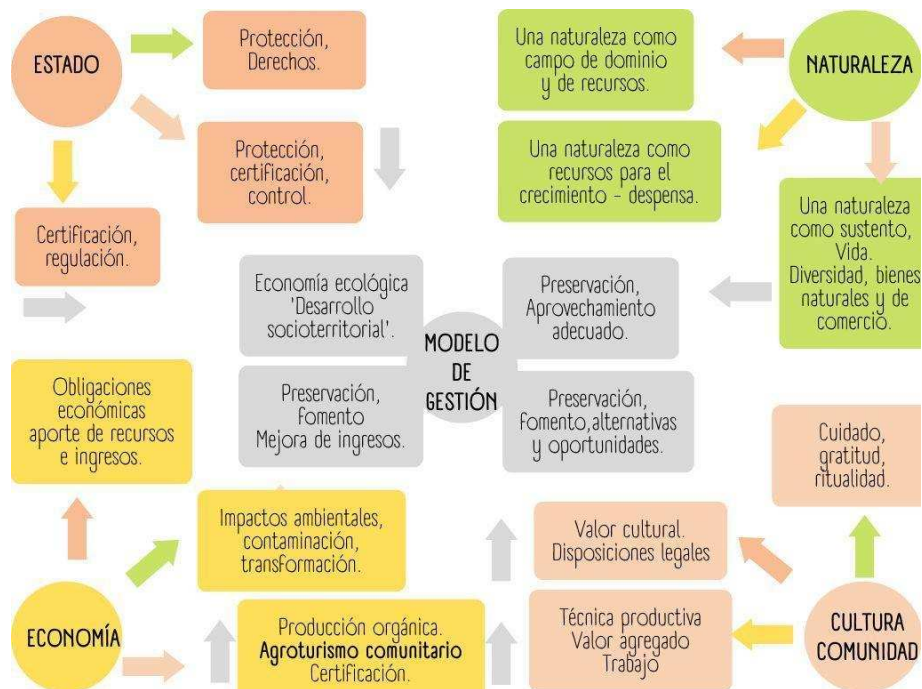 ESTADO
Protección,
Derechos.
Protección,
certificación,
control.
Certificación,
regulación.
Una naturaleza como
campo de dominio
y de recursos.
NATURALEZA
Una naturaleza como
recursos para el
crecimiento - despensa.
Una naturaleza
como sustento,
Vida.
Diversidad, bienes
naturales y de
comercio.
Economía ecológica
'Desarrollo
socioterritorial'.
Preservación,
Aprovechamiento
adecuado.
MODELO
DE
GESTIÓN
Preservación,
Fomento
Mejora de ingresos.
Preservación,
Fomento,alternativas
y oportunidades.
Obligaciones
económicas
aporte de recursos
e ingresos.
Impactos ambientales,
contaminación,
transformación.
ECONOMÍA
Producción orgánica.
Agroturismo comunitario
Certificación.
Cuidado,
gratitud,
ritualidad.
Valor cultural.
Disposiciones legales
Técnica productiva
Valor agregado
Trabajo
CULTURA
COMUNIDAD